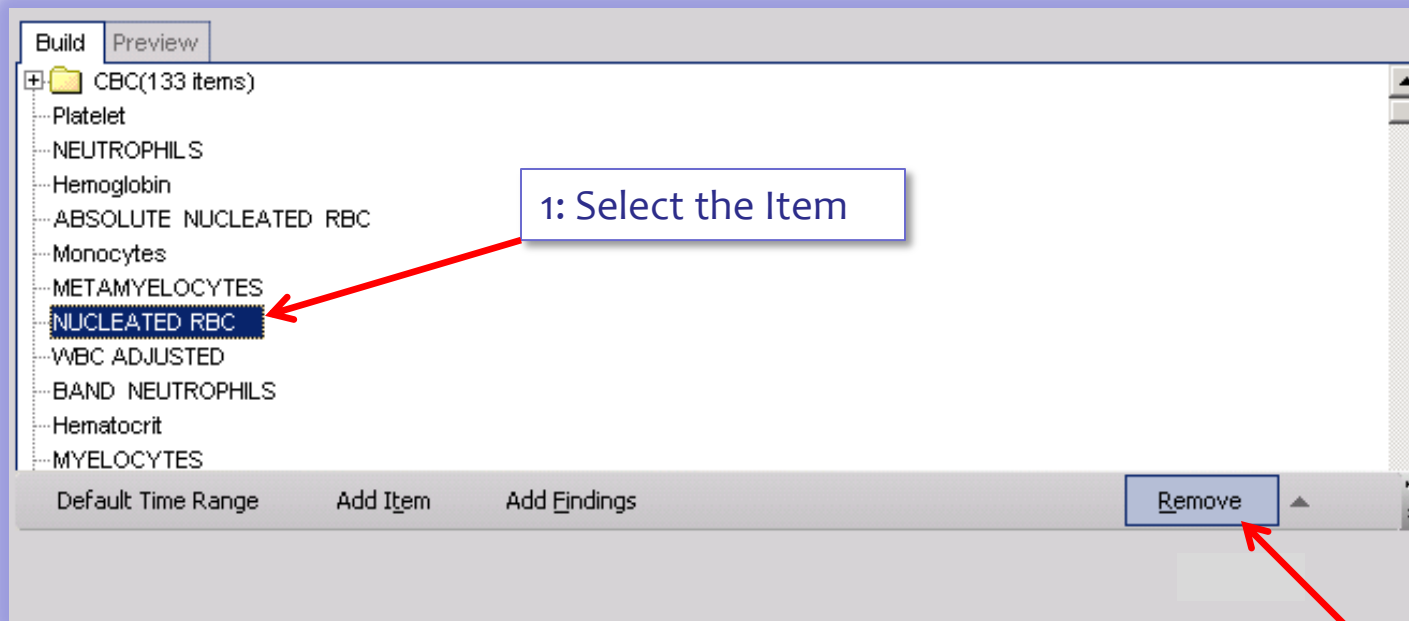 Build Preview
CBC(133 items)
Platelet
NEUTROPHILS
Hemoglobin
1: Select the Item
ABSOLUTE NUCLEATED RBC
Monocytes
METAMYELOCYTES
NUCLEATED RBC
WBC ADJUSTED
BAND NEUTROPHILS
Hematocrit
MYELOCYTES
Default Time Range Add Item Add Findings Remove